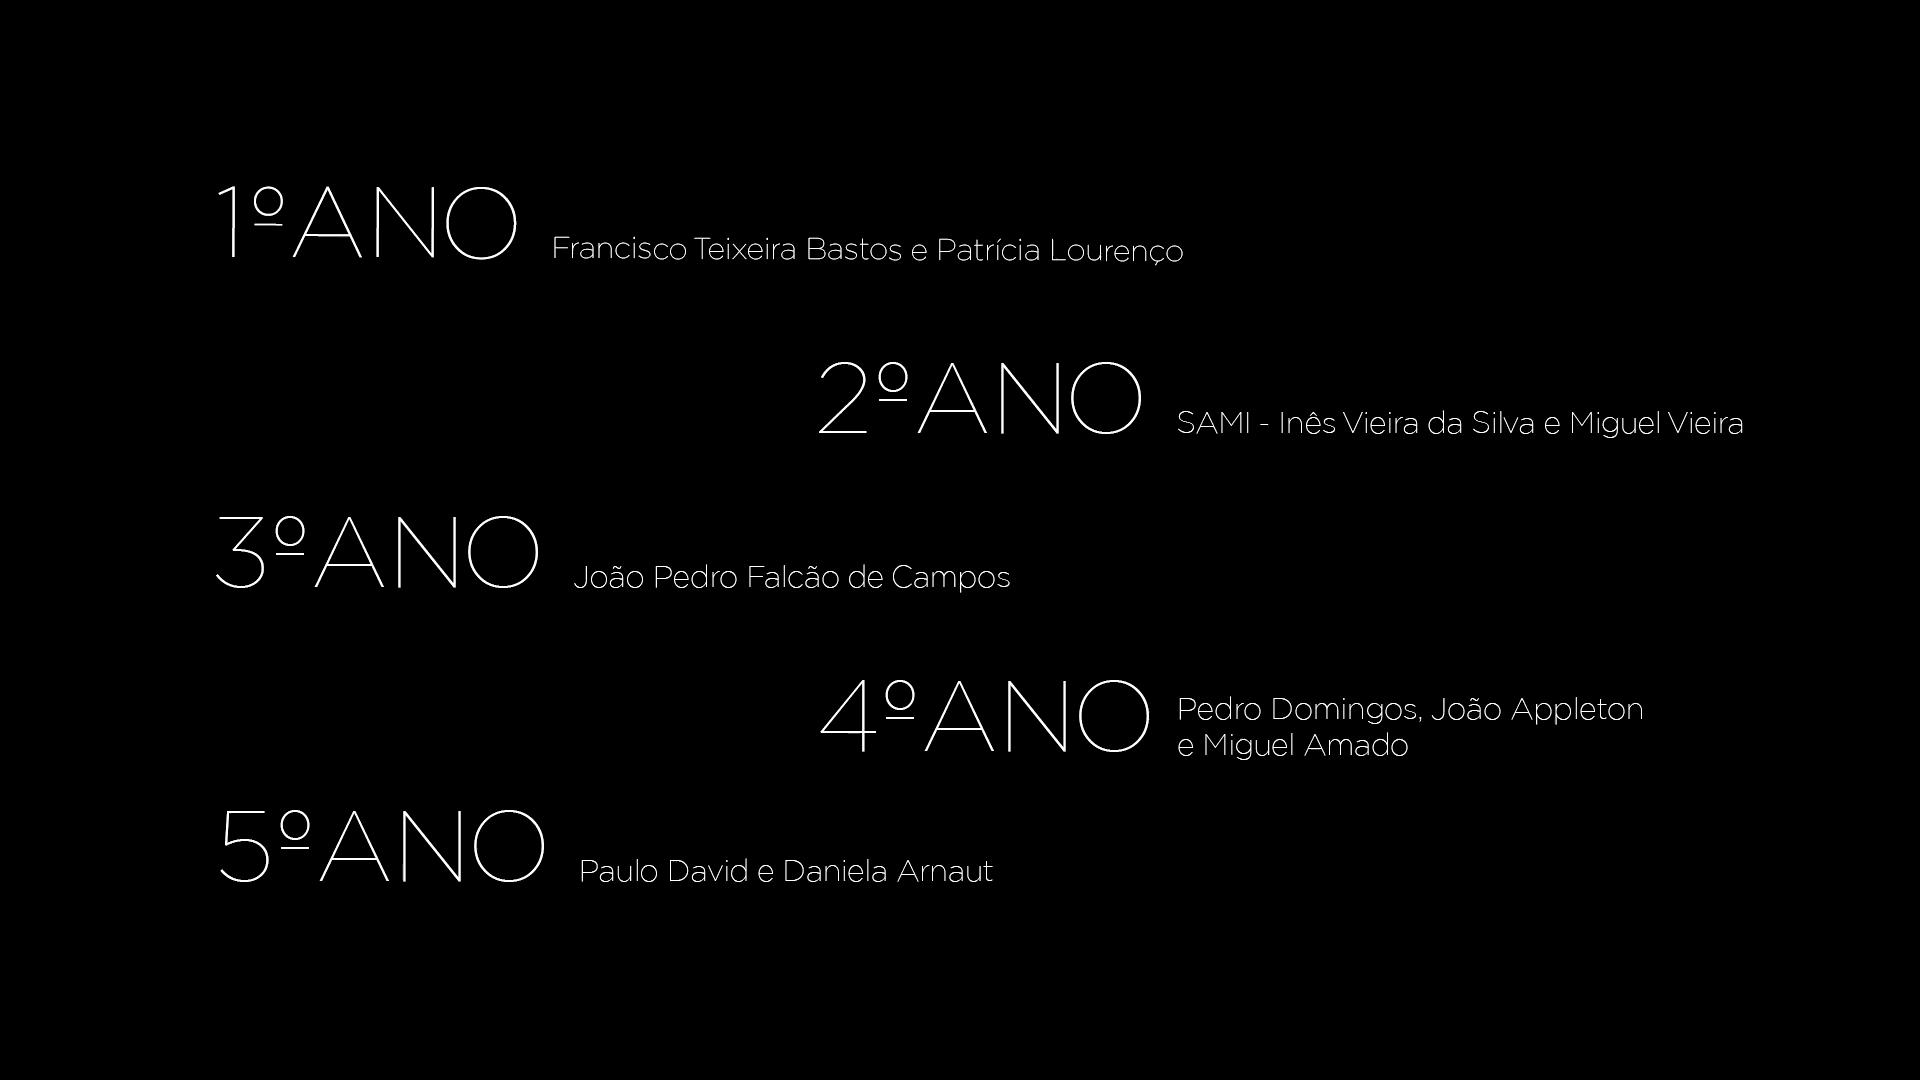 1ºANO Francisco Teixeira Bastos e Patrícia Lourenço
2ºANO SAMI - Inês Vieira da Silva e Miguel Vieira
3ºANO João Pedro Falcão de Campos
4ºANO Pedro Domingos, João Appleton
e Miguel Amado
5ºANO Paulo David e Daniela Arnaut